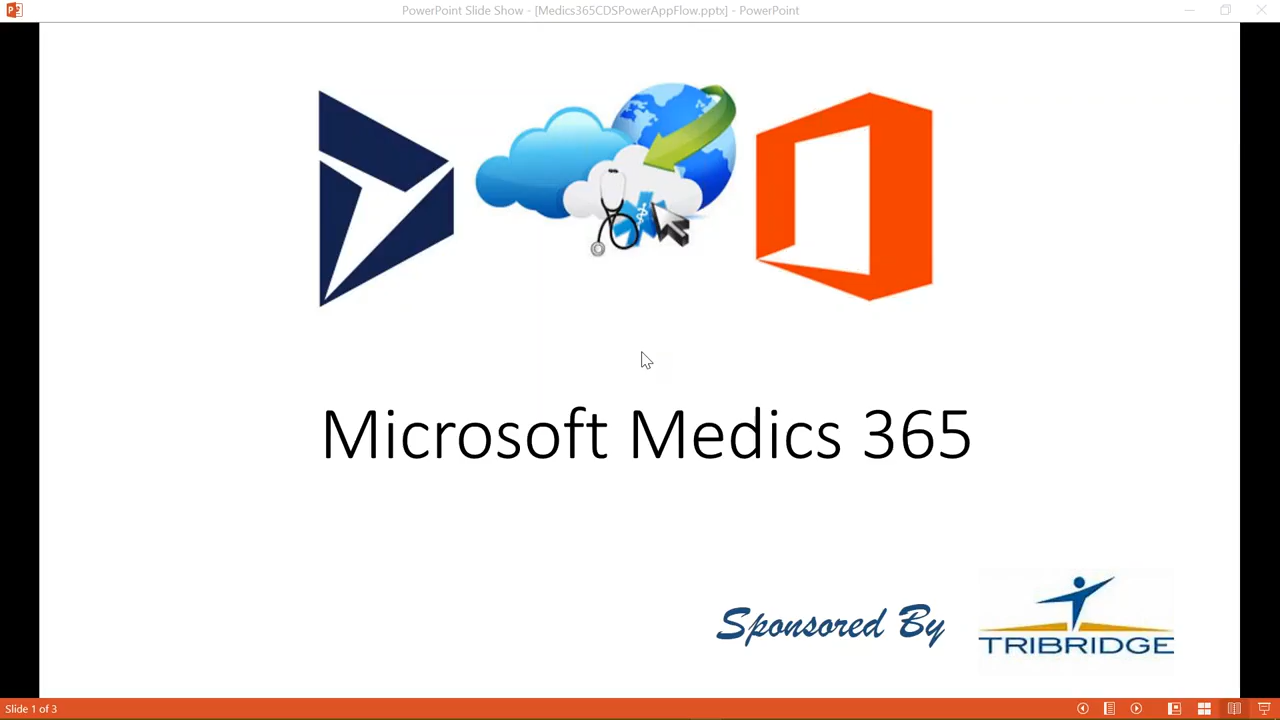 PowerPoint Slide Show - [Medics365CDSPowerAppFlow.pptx] - PowerPoint
Microsoft Medics 365
Sponsored By
TRIBRIDGE
Slide 1 of 3